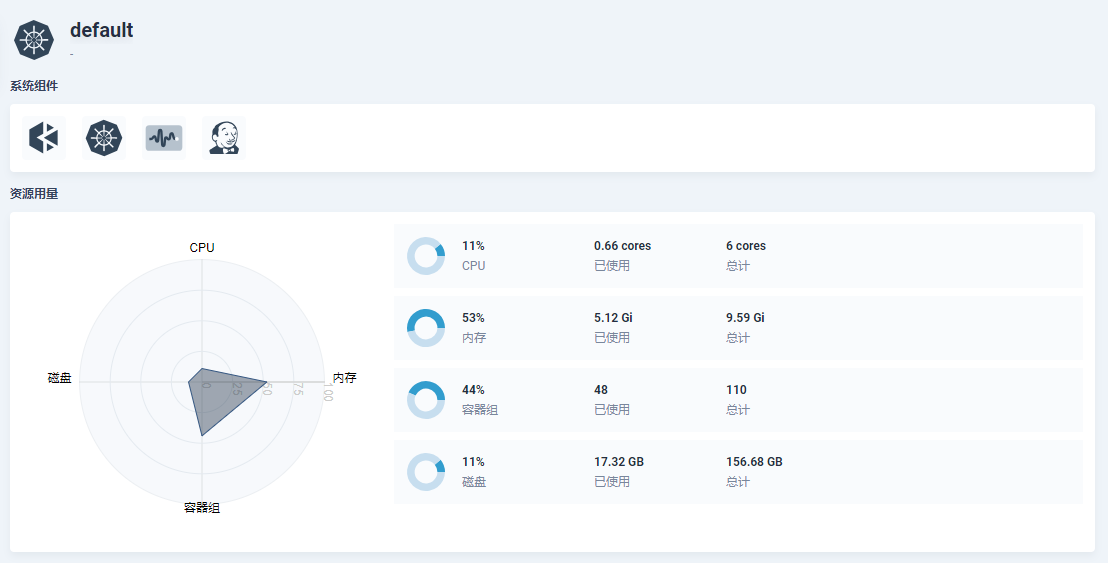 default
-
系统组件
资源用量
CPU
磁盘
内存
容器组
0
25
50
75
100
11%
0.66 cores
6 cores
CPU
已使用
总计
53%
5.12 Gi
9.59 Gi
内存
已使用
总计
44%
48
110
容器组
已使用
总计
11%
17.32 GB
156.68 GB
磁盘
已使用
总计